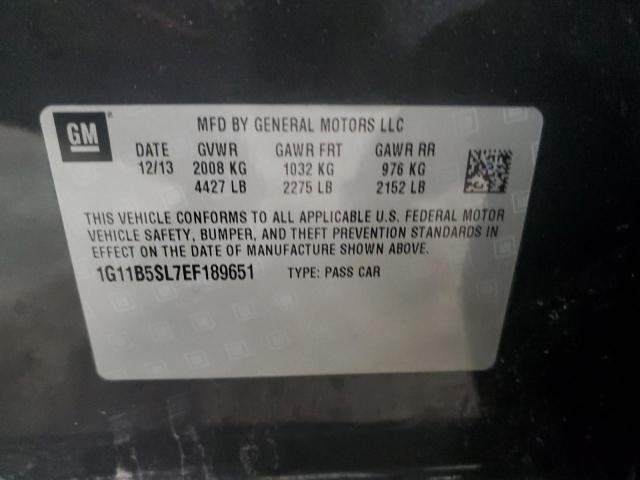 GM
MFD BY GENERAL MOTORS LLC
DATE GVWR GAWR FRT GAWR RR
12/13 2008 KG 1032 KG 976 KG
4427 LB 2275 LB 2152 LB
THIS VEHICLE CONFORMS TO ALL APPLICABLE U.S. FEDERAL MOTOR
VEHICLE SAFETY, BUMPER, AND THEFT PREVENTION STANDARDS IN
EFFECT ON THE DATE OF MANUFACTURE SHOWN ABOVE.
1G11B5SL7EF189651 TYPE: PASS CAR